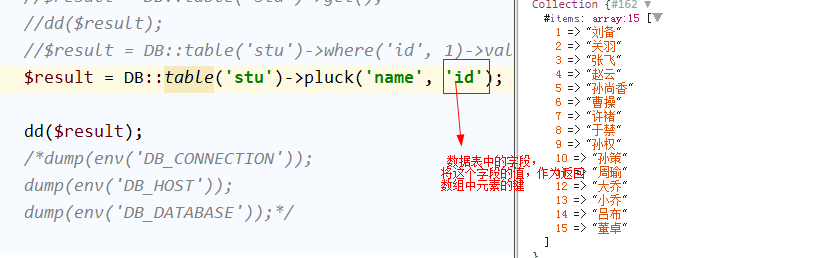 //$result = DB::table('stu')->get();
//dd($result);
//$result = DB::table('stu')->where('id', 1)->val
$result = DB::table('stu')->pluck('name', 'id');
dd($result);
/*dump(env('DB_CONNECTION'));
dump(env('DB_HOST'));
dump(env('DB_DATABASE'));*/
数据表中的字段，
将这个字段的值，作为返回
数组中元素的键
Collection {#162 ▼
#items: array:15 [▼
1 => "刘备"
2 => "关羽"
3 => "张飞"
4 => "赵云"
5 => "孙尚香"
6 => "曹操"
7 => "许褚"
8 => "于禁"
9 => "孙权"
10 => "孙策"
=> "周瑜"
12 => "大乔"
13 => "小乔"
14 => "吕布"
15 => "董卓"
]
}